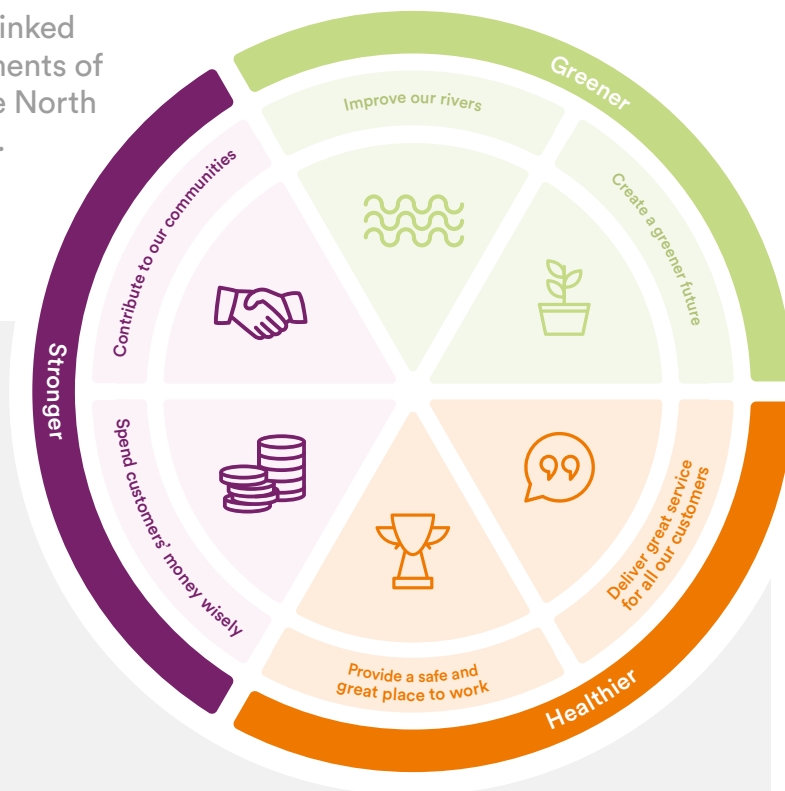 inked
ments of
e North
.
Greener
Improve our rivers
Create a greener future
Contribute to our communities
Stronger
Spend customers' money wisely
Deliver great service
for all our customers
Provide a safe and
great place to work
Healthier